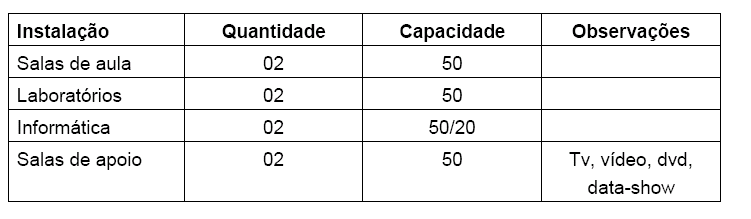 Instalação Quantidade Capacidade Observações
Salas de aula 02 50
Laboratórios 02 50
Informática 02 50/20
Salas de apoio 02 50 Tv, vídeo, dvd,
data-show